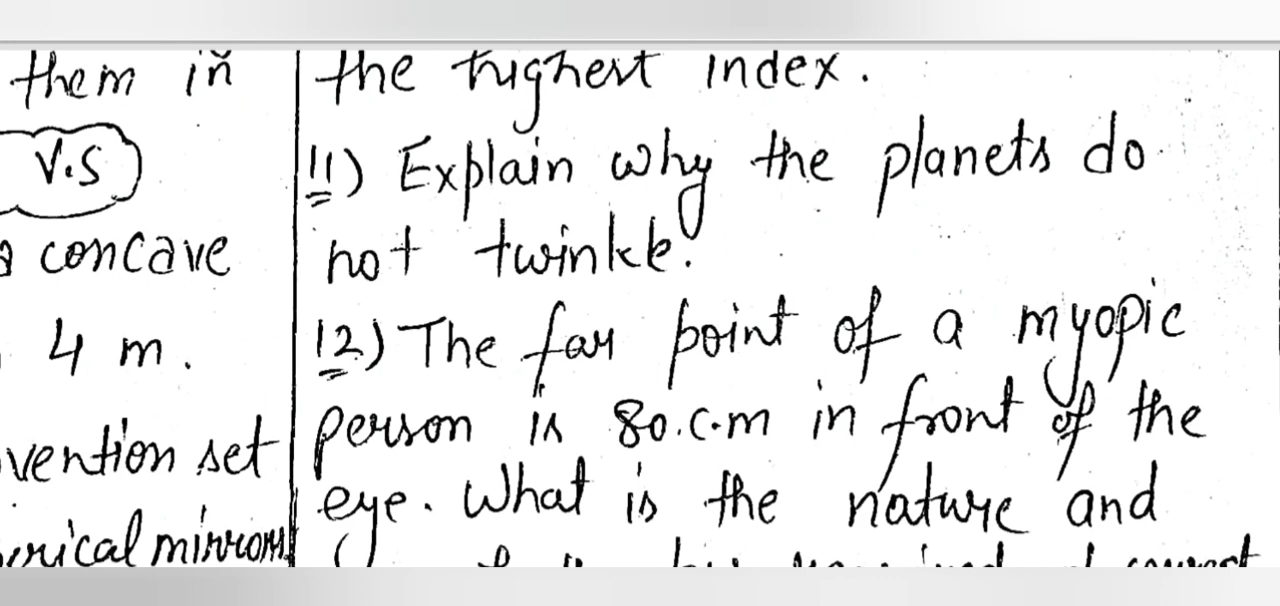 them in
V.S
a concave
4 m.
vention set
erical mirrors
the highest index.
11) Explain why the planets do
not twinkle?
12) The far point of a myopic
person is 80.c.m in front of the
eye. What is the nature and